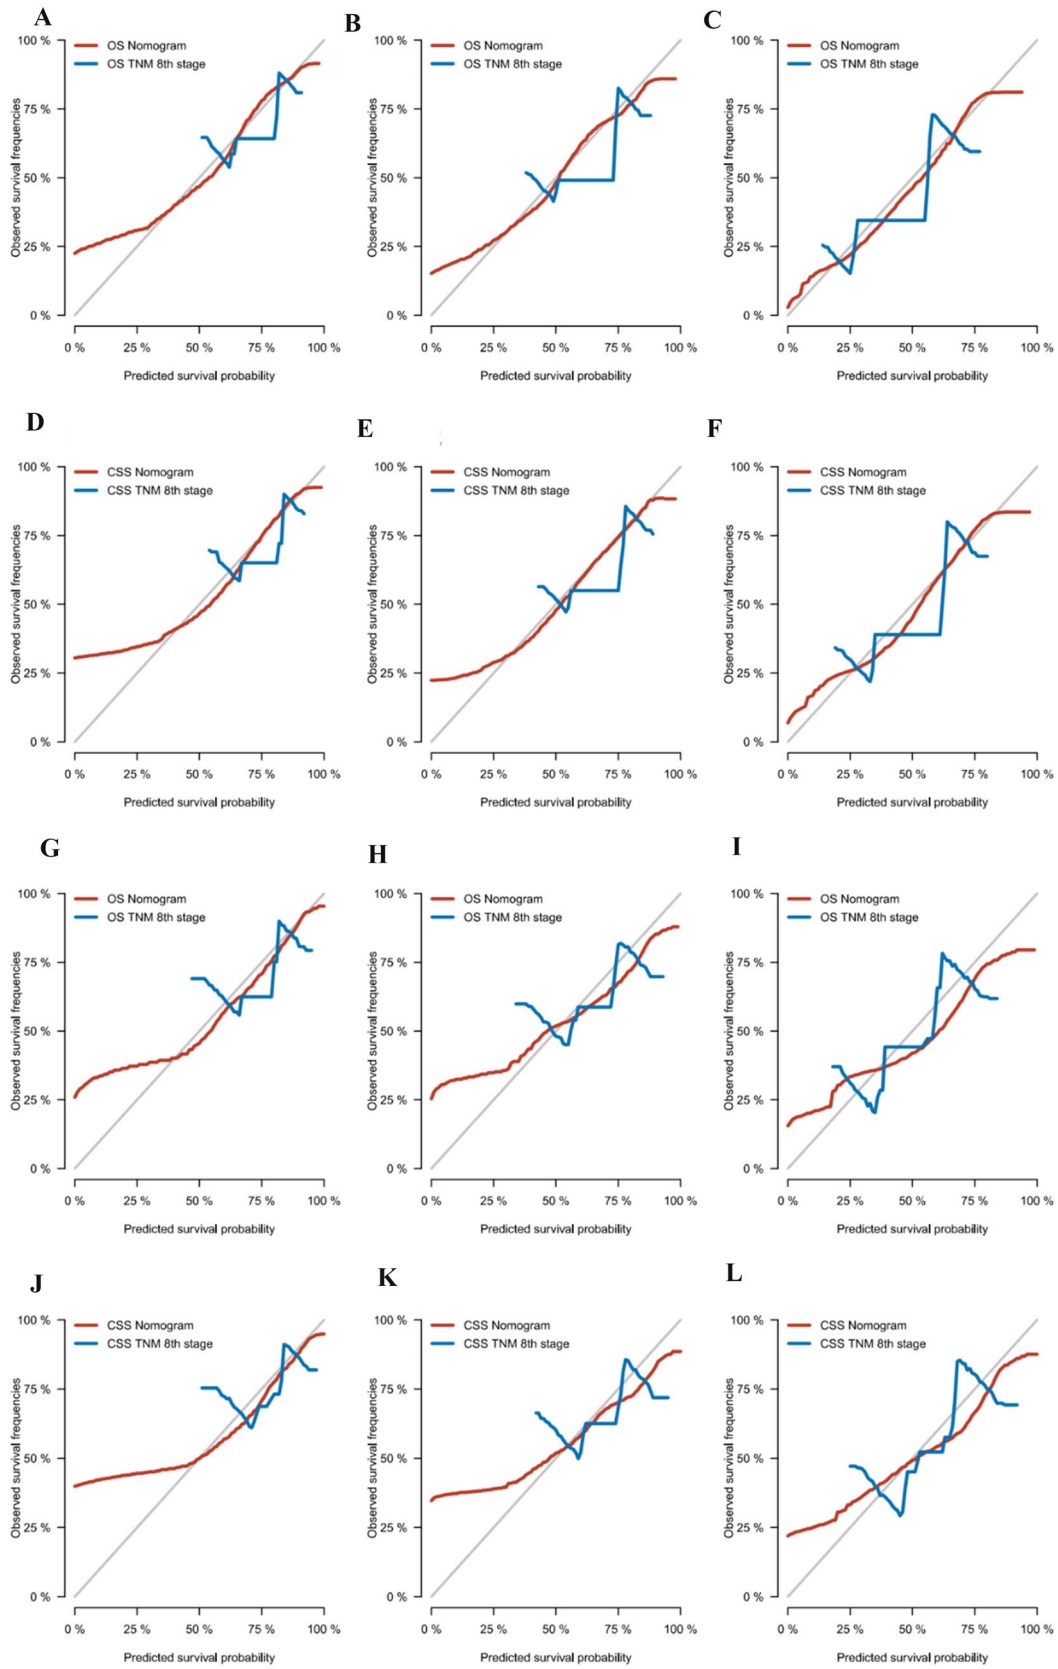 A
B
C
100 %
75 %
50 %
25 %
0 %
Observed survival frequencies
OS Nomogram
OS TNM 8th stage
0 %
25 %
50 %
75 %
100 %
Predicted survival probability
100 %
75 %
50 %
25 %
0 %
Observed survival frequencies
OS Nomogram
OS TNM 8th stage
0 %
25 %
50 %
75 %
100 %
Predicted survival probability
100 %
75 %
50 %
25 %
0 %
Observed survival frequencies
OS Nomogram
OS TNM 8th stage
0 %
25 %
50 %
75 %
100 %
Predicted survival probability
D
E
F
100 %
75 %
50 %
25 %
0 %
Observed survival frequencies
CSS Nomogram
CSS TNM 8th stage
0 %
25 %
50 %
75 %
100 %
Predicted survival probability
100 %
75 %
50 %
25 %
0 %
Observed survival frequencies
CSS Nomogram
CSS TNM 8th stage
0 %
25 %
50 %
75 %
100 %
Predicted survival probability
100 %
75 %
50 %
25 %
0 %
Observed survival frequencies
CSS Nomogram
CSS TNM 8th stage
0 %
25 %
50 %
75 %
100 %
Predicted survival probability
G
H
I
100 %
75 %
50 %
25 %
0 %
Observed survival frequencies
OS Nomogram
OS TNM 8th stage
0 %
25 %
50 %
75 %
100 %
Predicted survival probability
100 %
75 %
50 %
25 %
0 %
Observed survival frequencies
OS Nomogram
OS TNM 8th stage
0 %
25 %
50 %
75 %
100 %
Predicted survival probability
100 %
75 %
50 %
25 %
0 %
Observed survival frequencies
OS Nomogram
OS TNM 8th stage
0 %
25 %
50 %
75 %
100 %
Predicted survival probability
J
K
L
100 %
75 %
50 %
25 %
0 %
Observed survival frequencies
CSS Nomogram
CSS TNM 8th stage
0 %
25 %
50 %
75 %
100 %
Predicted survival probability
100 %
75 %
50 %
25 %
0 %
Observed survival frequencies
CSS Nomogram
CSS TNM 8th stage
0 %
25 %
50 %
75 %
100 %
Predicted survival probability
100 %
75 %
50 %
25 %
0 %
Observed survival frequencies
CSS Nomogram
CSS TNM 8th stage
0 %
25 %
50 %
75 %
100 %
Predicted survival probability